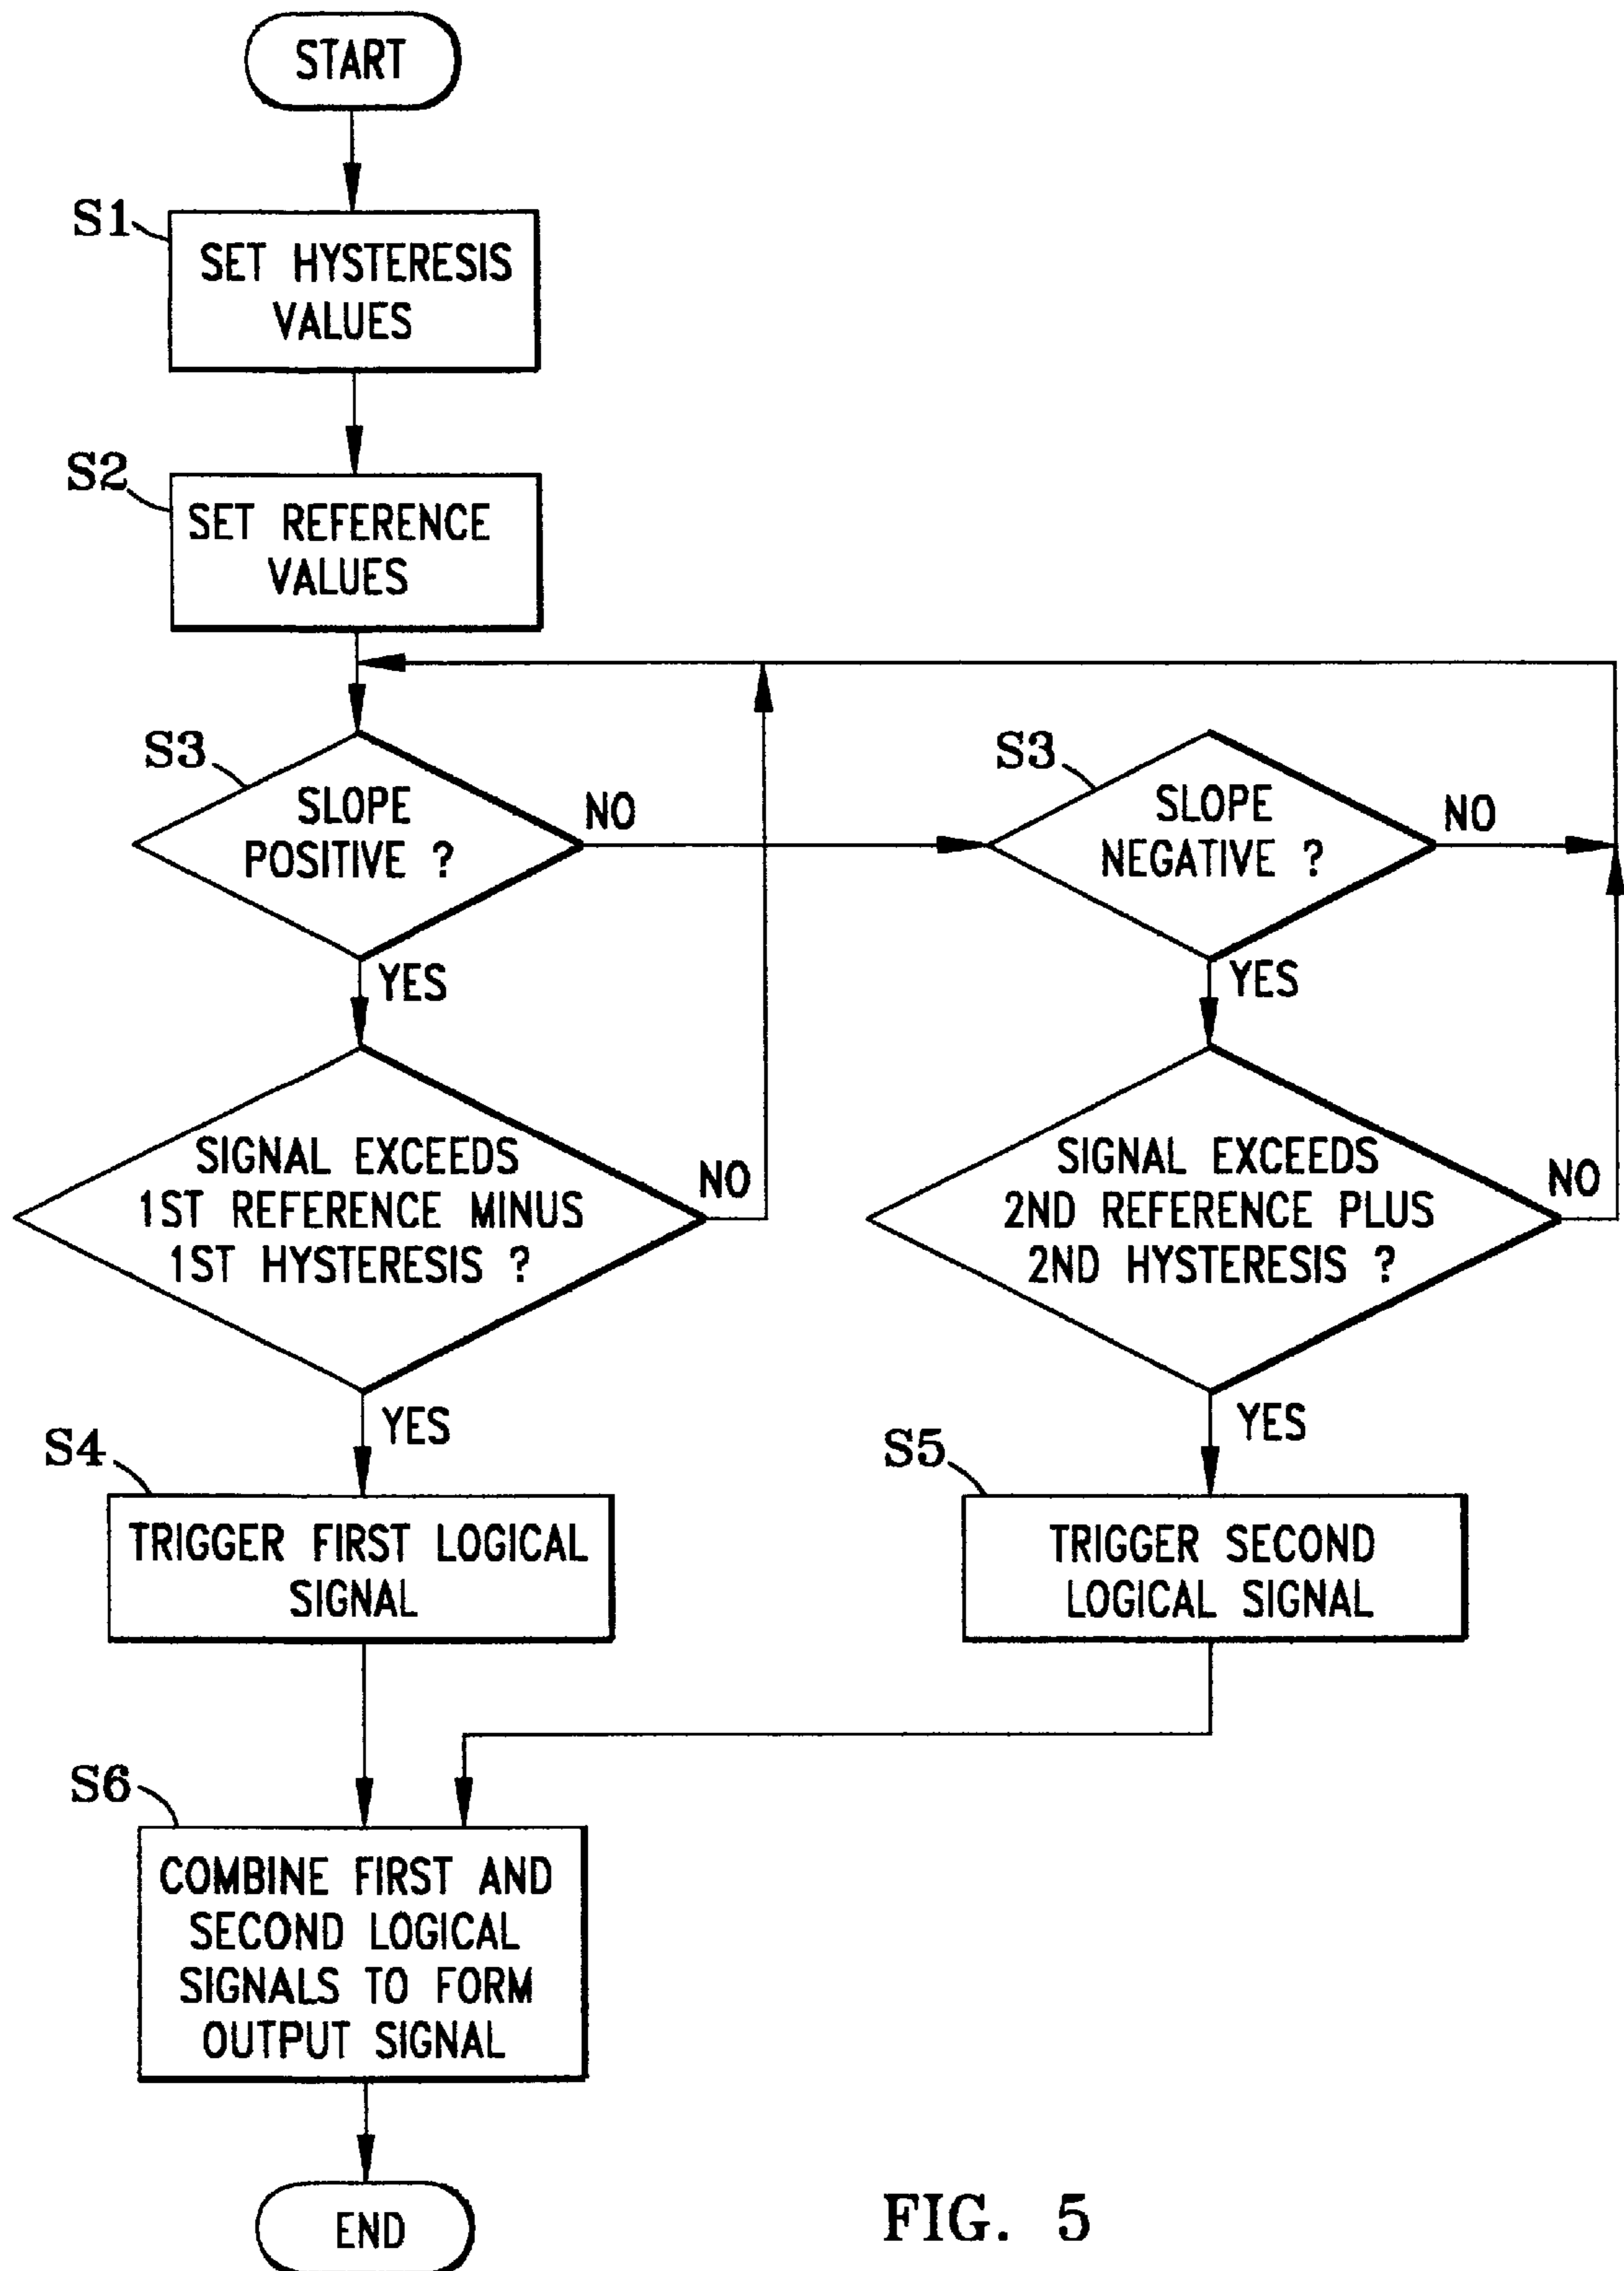 START
S1
SET HYSTERESIS
VALUES
S2
SET REFERENCE
VALUES
S3
SLOPE
POSITIVE ?
NO
S3
SLOPE
NEGATIVE ?
NO
YES
YES
SIGNAL EXCEEDS
1ST REFERENCE MINUS
1ST HYSTERESIS ?
NO
SIGNAL EXCEEDS
2ND REFERENCE PLUS
2ND HYSTERESIS ?
NO
YES
YES
S4
TRIGGER FIRST LOGICAL
SIGNAL
S5
TRIGGER SECOND
LOGICAL SIGNAL
S6
COMBINE FIRST AND
SECOND LOGICAL
SIGNALS TO FORM
OUTPUT SIGNAL
END
FIG. 5